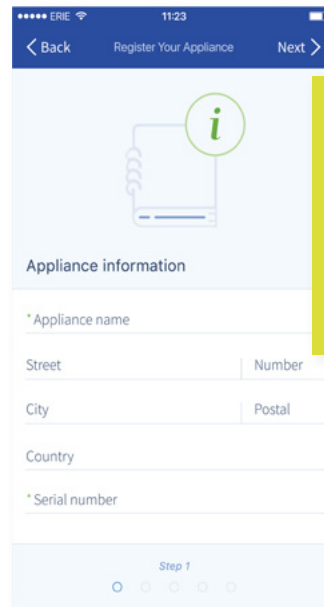 ERIE 11:23
Back Register Your Appliance Next
i
Appliance information
*Appliance name
Street Number
City Postal
Country
*Serial number
Step 1